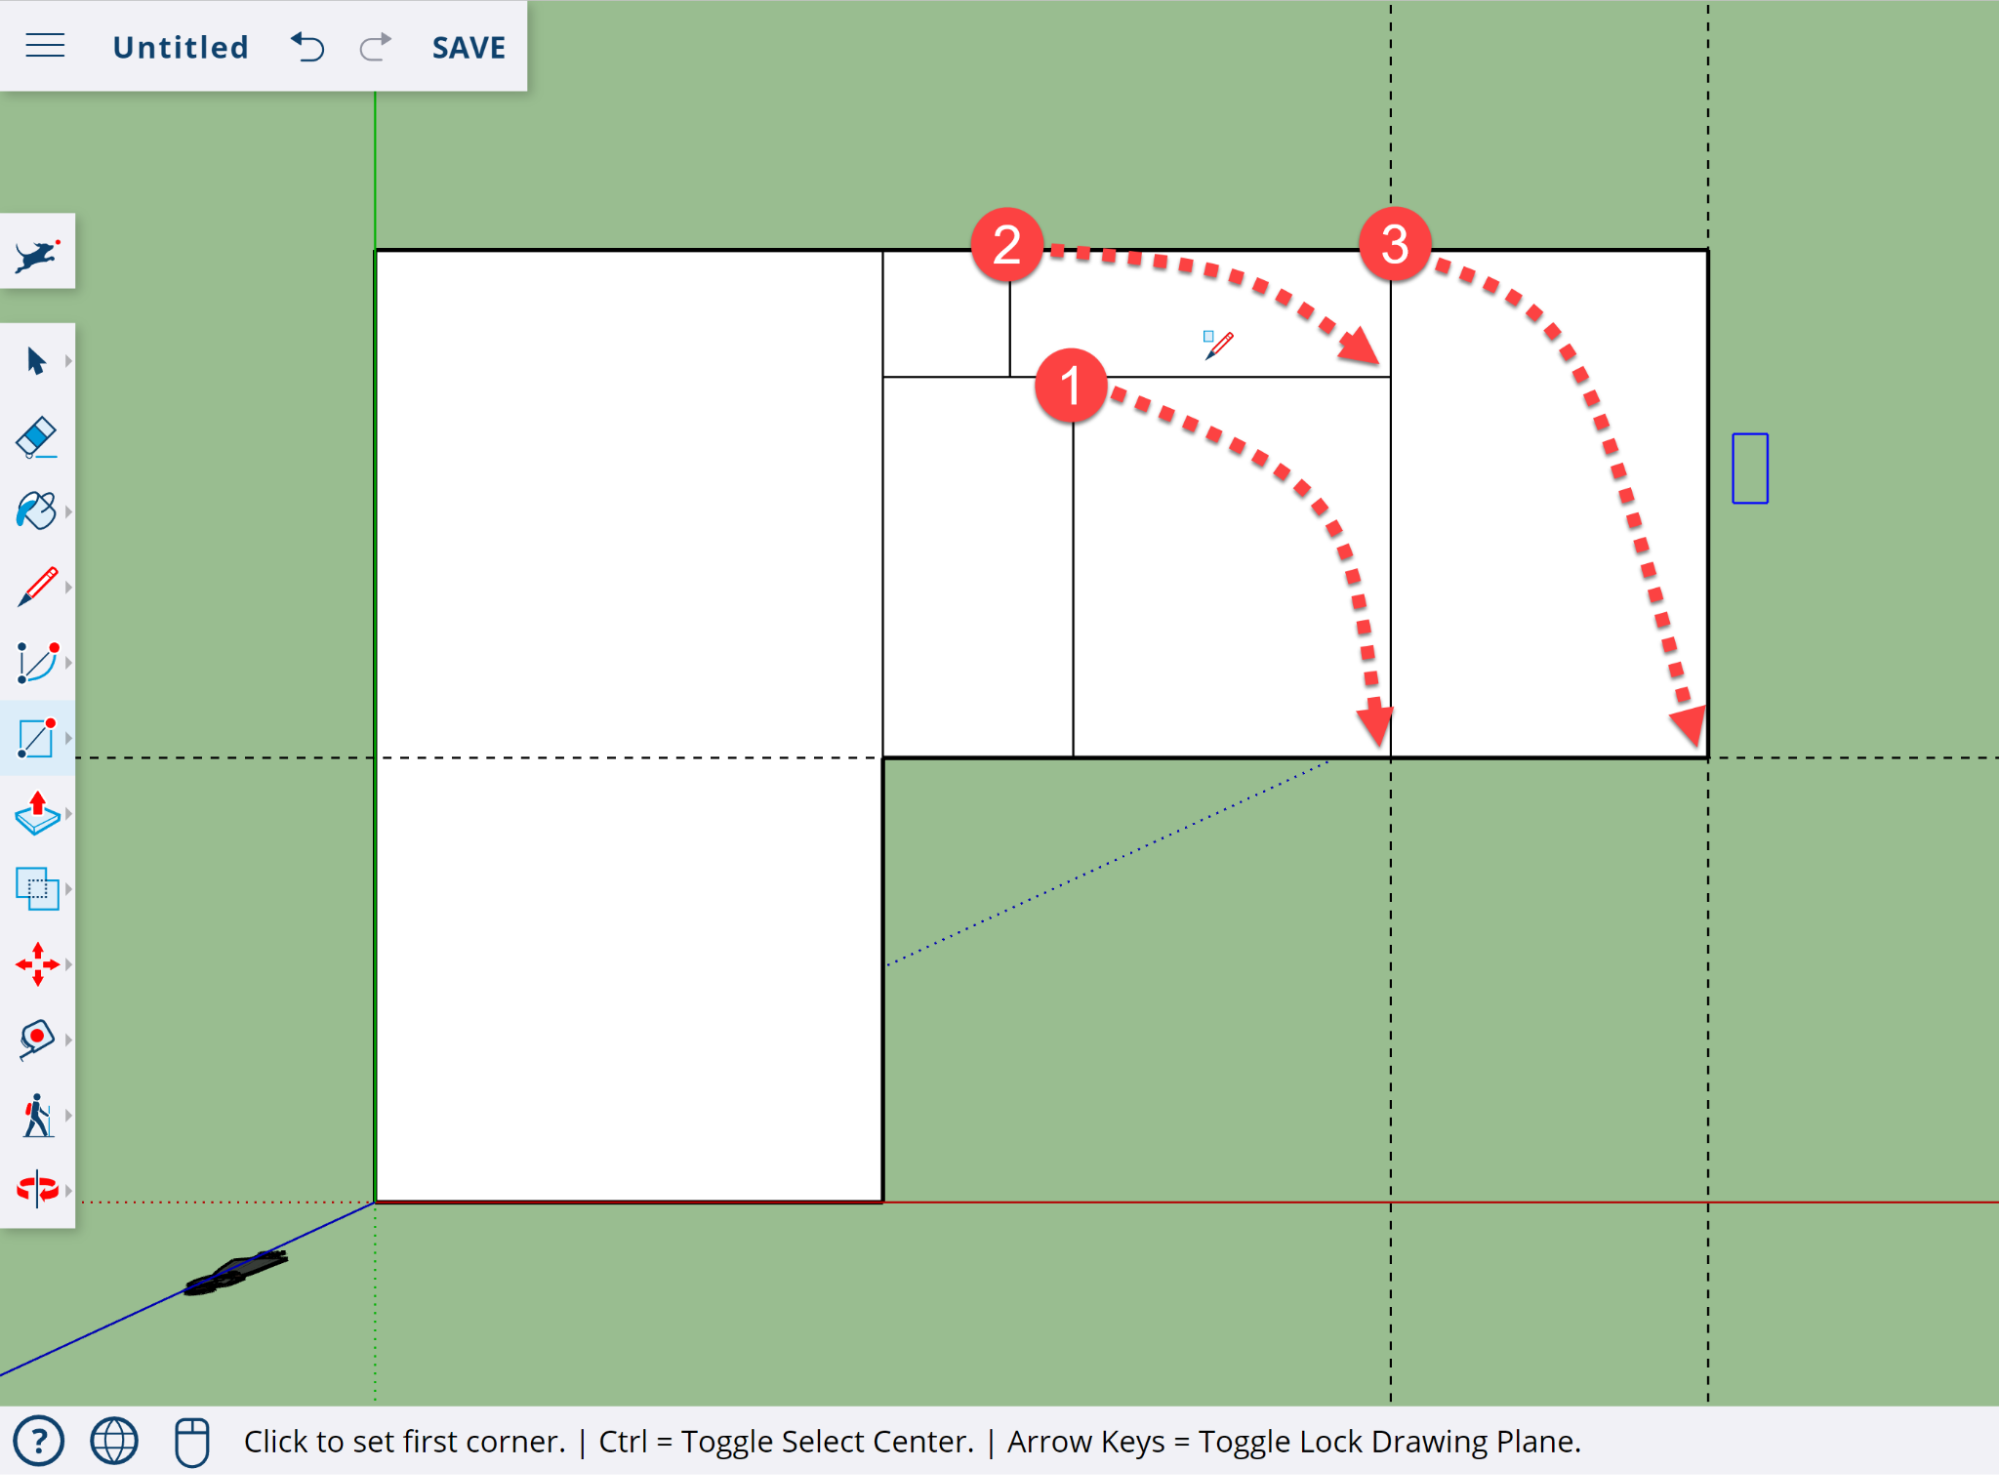 Untitled SAVE
2
3
1
?
Click to set first corner. | Ctrl = Toggle Select Center. | Arrow Keys = Toggle Lock Drawing Plane.